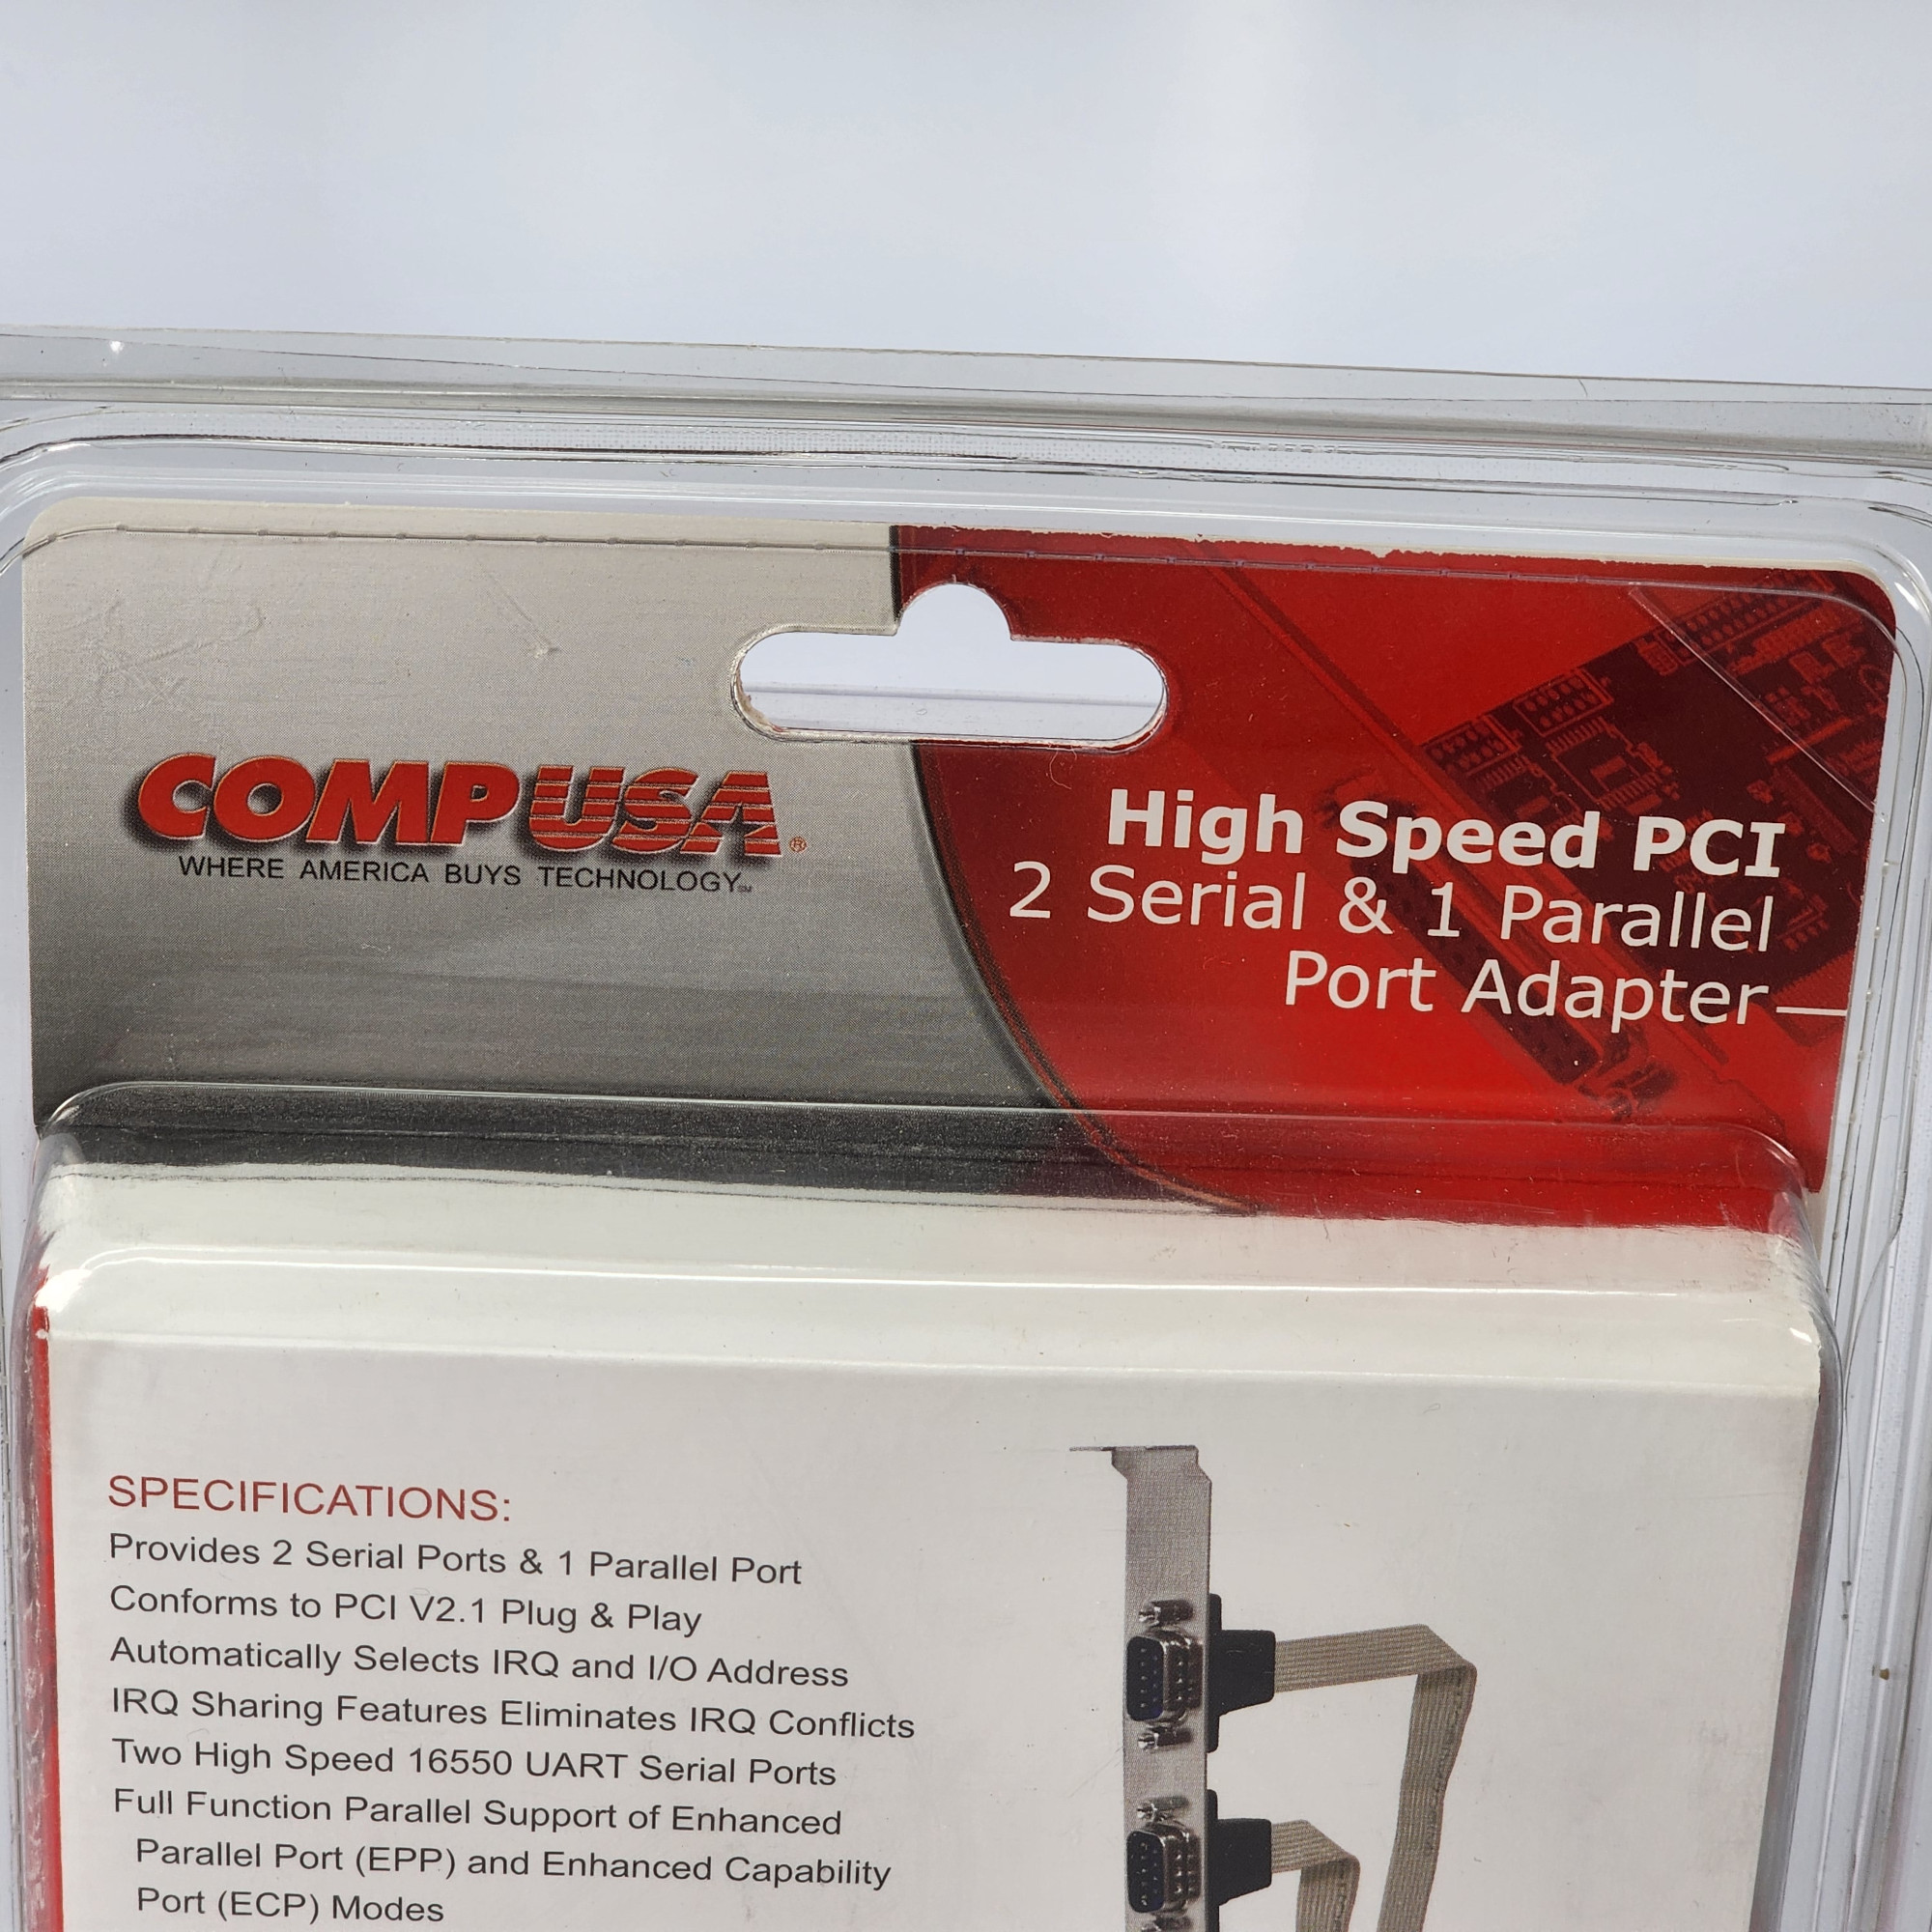 COMPUSA®
WHERE AMERICA BUYS TECHNOLOGY℠
High Speed PCI
2 Serial & 1 Parallel
Port Adapter
SPECIFICATIONS:
Provides 2 Serial Ports & 1 Parallel Port
Conforms to PCI V2.1 Plug & Play
Automatically Selects IRQ and I/O Address
IRQ Sharing Features Eliminates IRQ Conflicts
Two High Speed 16550 UART Serial Ports
Full Function Parallel Support of Enhanced
Parallel Port (EPP) and Enhanced Capability
Port (ECP) Modes